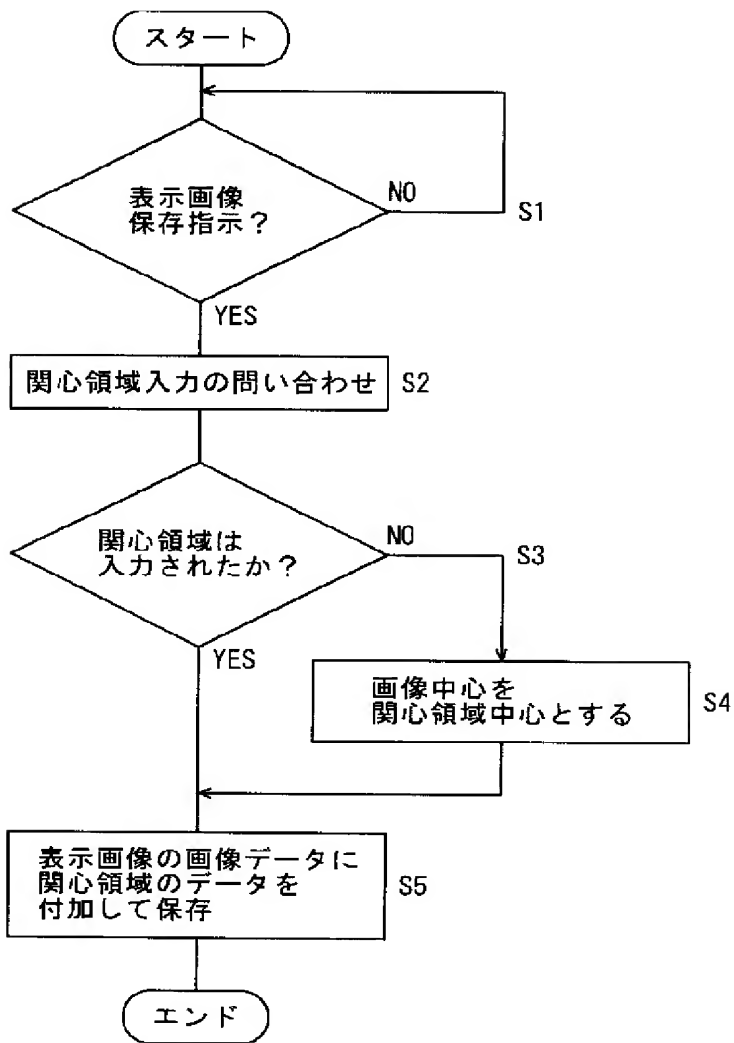 スタート
表示画像
保存指示?
NO
S1
YES
関心領域入力の問い合わせ
S2
関心領域は
入力されたか?
NO
S3
YES
画像中心を
関心領域中心とする
S4
表示画像の画像データに
関心領域のデータを
付加して保存
S5
エンド